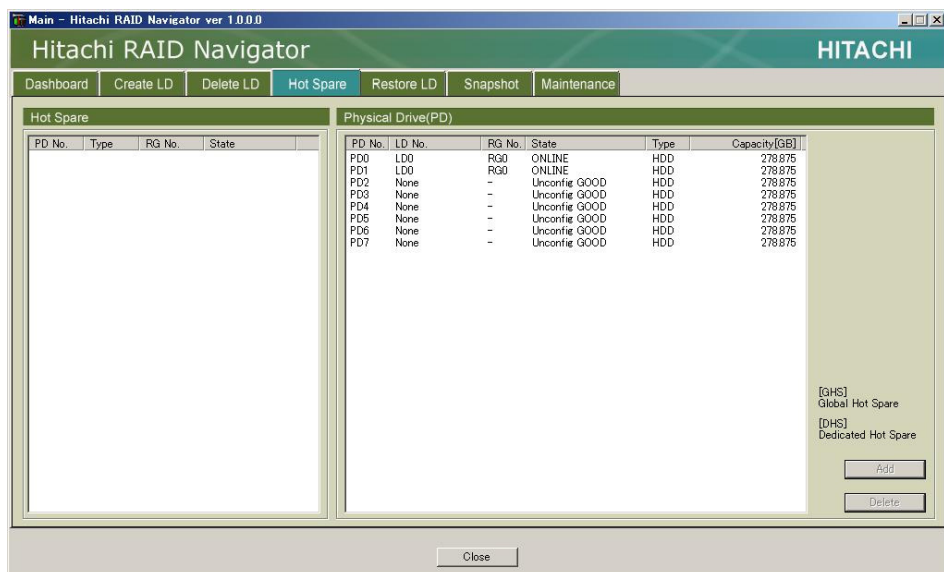 Main - Hitachi RAID Navigator ver 1.0.0.0
Hitachi RAID Navigator HITACHI
Dashboard Create LD Delete LD Hot Spare Restore LD Snapshot Maintenance
Hot Spare Physical Drive(PD)
PD No. Type RG No. State PD No. LD No. RG No. State Type Capacity[GB]
PD0 LD0 RG0 ONLINE HDD 278.875
PD1 LD0 RG0 ONLINE HDD 278.875
PD2 None - Unconfig GOOD HDD 278.875
PD3 None - Unconfig GOOD HDD 278.875
PD4 None - Unconfig GOOD HDD 278.875
PD5 None - Unconfig GOOD HDD 278.875
PD6 None - Unconfig GOOD HDD 278.875
PD7 None - Unconfig GOOD HDD 278.875
[GHS]
Global Hot Spare
[DHS]
Dedicated Hot Spare
Add
Delete
Close